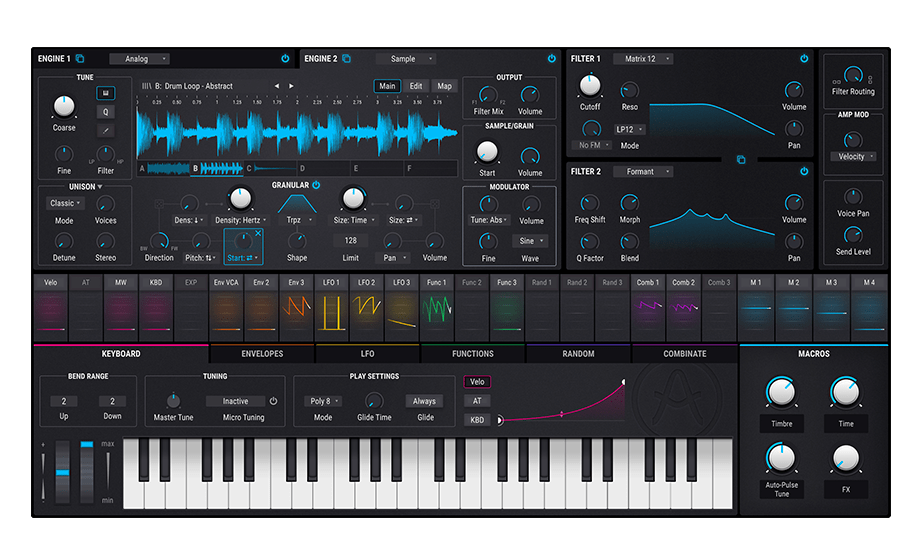 ENGINE 1 Analog ENGINE 2 Sample
TUNE
Coarse
Q
Fine LP HP Filter
B: Drum Loop - Abstract Main Edit Map
1 0.25 0.50 0.75 1.25 1.50 1.75 2 2.25 2.50 2.75 3 3.25 3.50 3.75
A B C D E F
UNISON
Classic
Mode Voices
Detune Stereo
GRANULAR
Dens: Density: Hertz Trpz Size: Time Size:
BW FW 128
Direction Pitch: Start: Shape Limit Pan Volume
OUTPUT
F1 F2
Filter Mix Volume
SAMPLE/GRAIN
Start Volume
MODULATOR
Tune: Abs Volume
Sine
Fine Wave
FILTER 1 Matrix 12
Cutoff Reso Volume
LP12
No FM Mode Pan
FILTER 2 Formant
Freq Shift Morph Volume
Q Factor Blend Pan
Filter Routing
AMP MOD
Velocity
Voice Pan
Send Level
Velo AT MW KBD EXP Env VCA Env 2 Env 3 LFO 1 LFO 2 LFO 3 Func 1 Func 2 Func 3 Rand 1 Rand 2 Rand 3 Comb 1 Comb 2 Comb 3 M 1 M 2 M 3 M 4
KEYBOARD ENVELOPES LFO FUNCTIONS RANDOM COMBINATE MACROS
BEND RANGE
2 2
Up Down
TUNING
Inactive
Master Tune Micro Tuning
PLAY SETTINGS
Poly 8 Always
Mode Glide Time Glide
Velo
AT
KBD
+ max
- min
Timbre Time
Auto-Pulse
Tune
FX